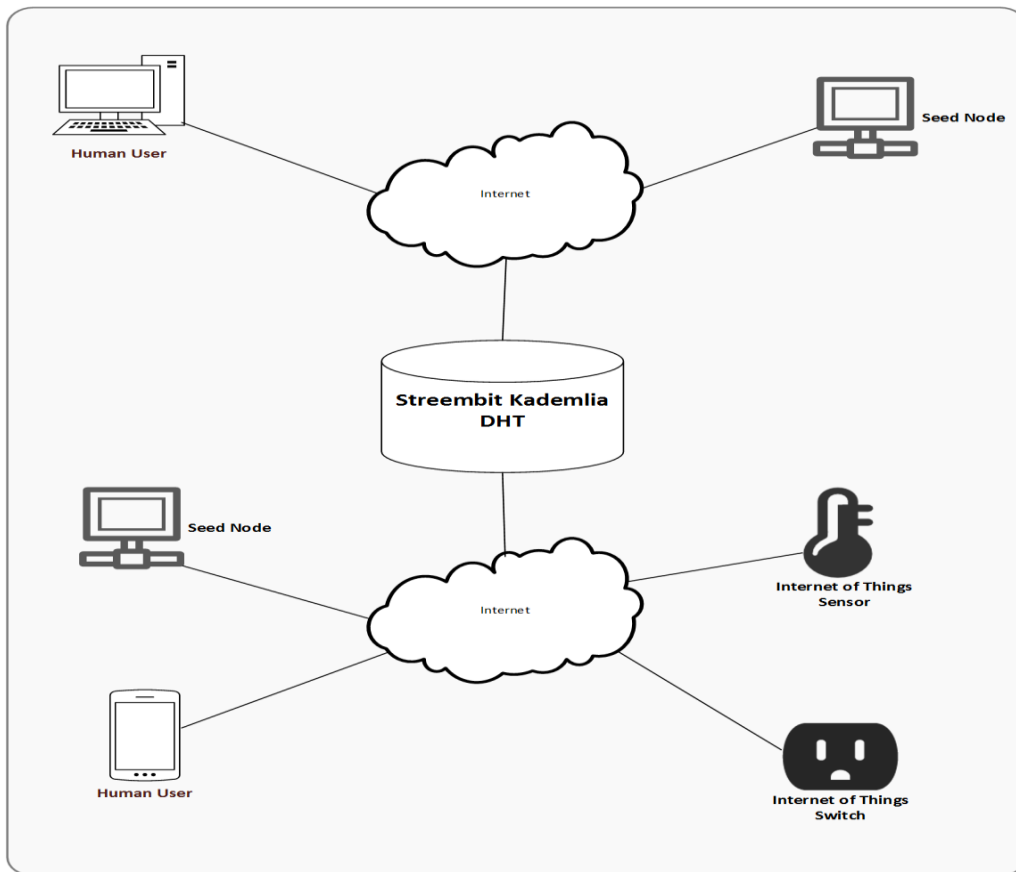 Human User
Seed Node
Internet
Streembit Kademlia
DHT
Seed Node
Internet
Internet of Things
Sensor
Human User
Internet of Things
Switch